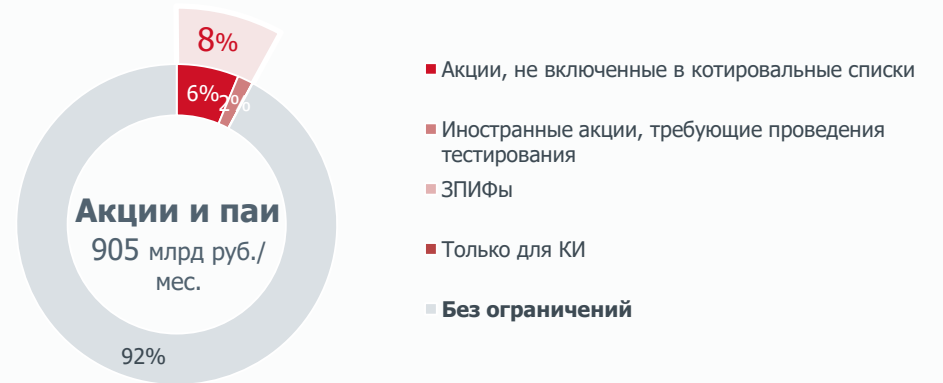 8%
6%
2%
Акции и паи
905 млрд руб./
мес.
92%
Акции, не включенные в котировальные списки
Иностранные акции, требующие проведения
тестирования
ЗПИФы
Только для КИ
Без ограничений